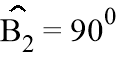 B̂₂ = 90⁰